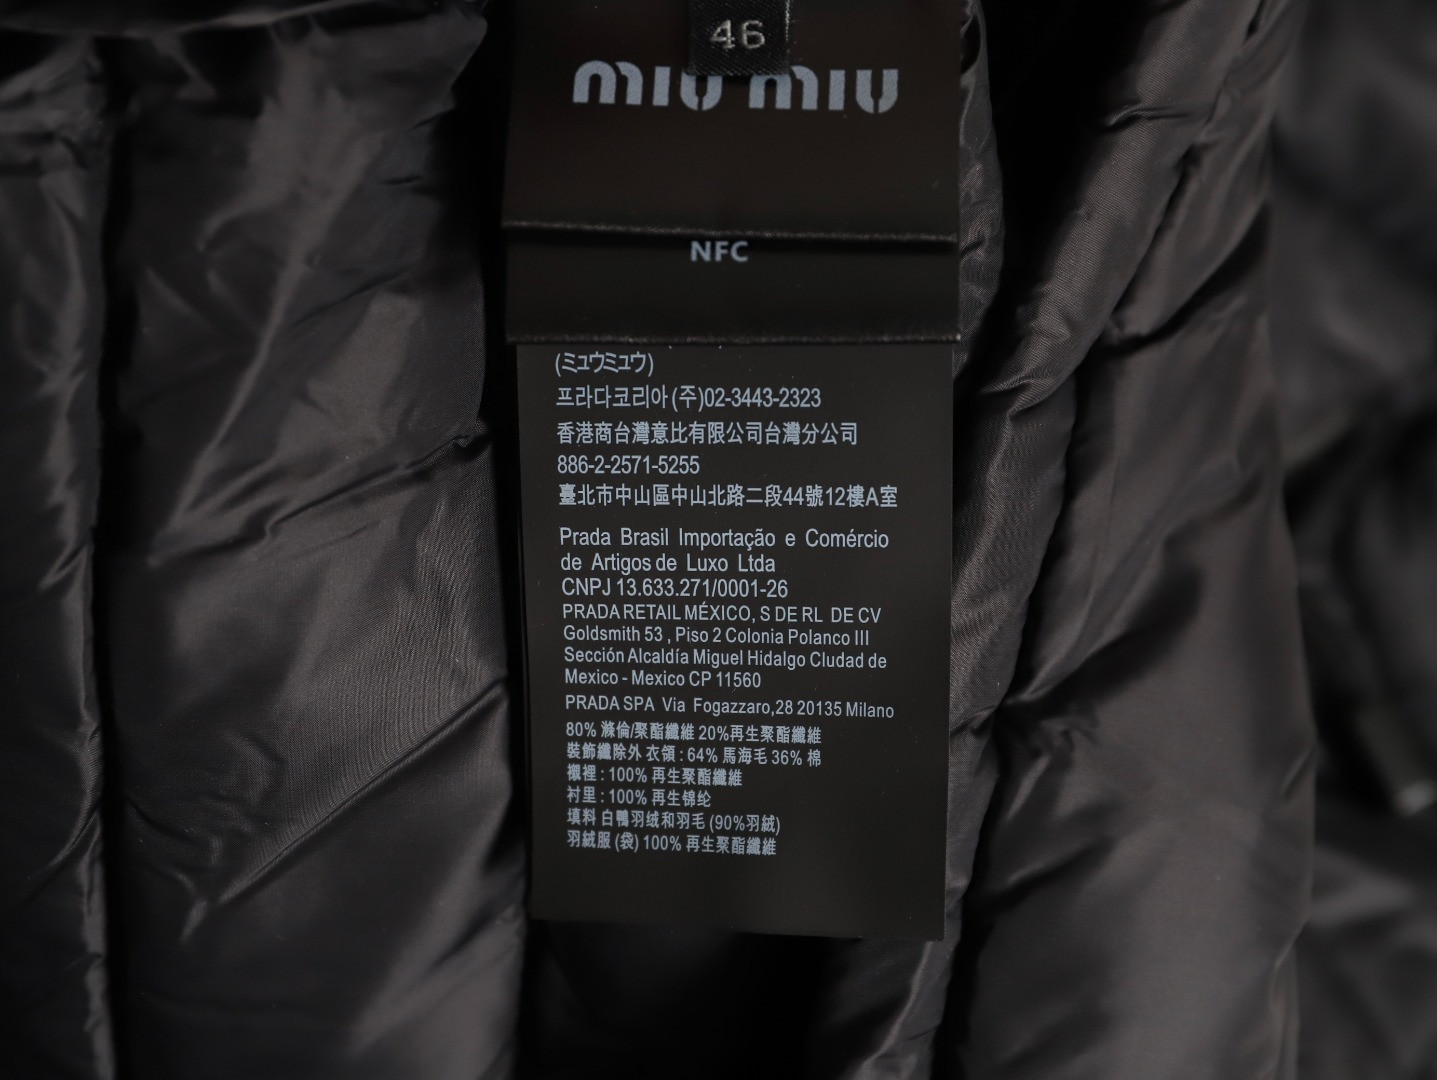 46
miu miu
NFC
(ミュウミュウ)
프라다코리아(주)02-3443-2323
香港商台灣意比有限公司台灣分公司
886-2-2571-5255
臺北市中山區中山北路二段44號12樓A室
Prada Brasil Importação e Comércio
de Artigos de Luxo Ltda
CNPJ 13.633.271/0001-26
PRADA RETAIL MÉXICO, S DE RL DE CV
Goldsmith 53 , Piso 2 Colonia Polanco III
Sección Alcaldía Miguel Hidalgo Cludad de
Mexico - Mexico CP 11560
PRADA SPA Via Fogazzaro,28 20135 Milano
80% 滌倫/聚酯纖維 20%再生聚酯纖維
裝飾纖除外 衣領 : 64% 馬海毛 36% 棉
襯裡 : 100% 再生聚酯纖維
衬里 : 100% 再生锦纶
填料 白鴨羽绒和羽毛 (90%羽絨)
羽絨服 (袋) 100% 再生聚酯纖維